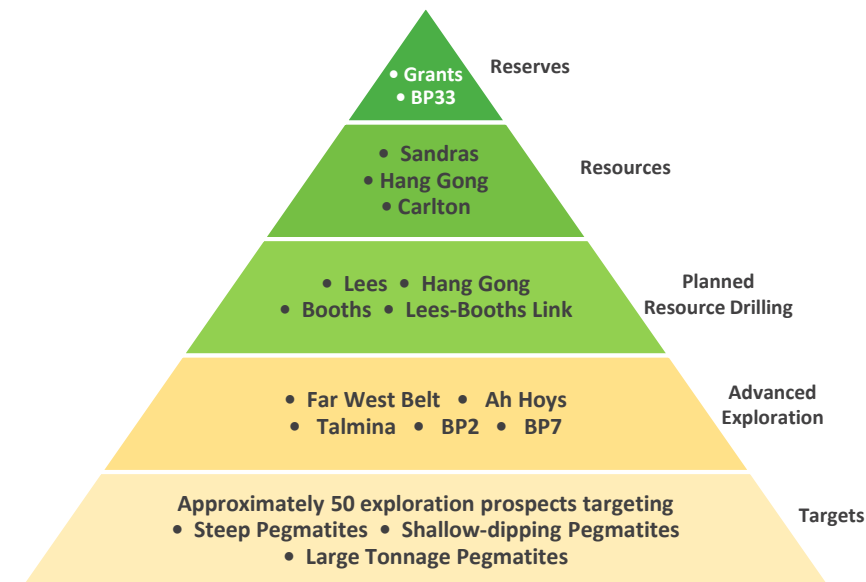 • Grants
• BP33
Reserves
• Sandras
• Hang Gong
• Carlton
Resources
• Lees • Hang Gong
• Booths • Lees-Booths Link
Planned
Resource Drilling
• Far West Belt • Ah Hoys
• Talmina • BP2 • BP7
Advanced
Exploration
Approximately 50 exploration prospects targeting
• Steep Pegmatites • Shallow-dipping Pegmatites
• Large Tonnage Pegmatites
Targets